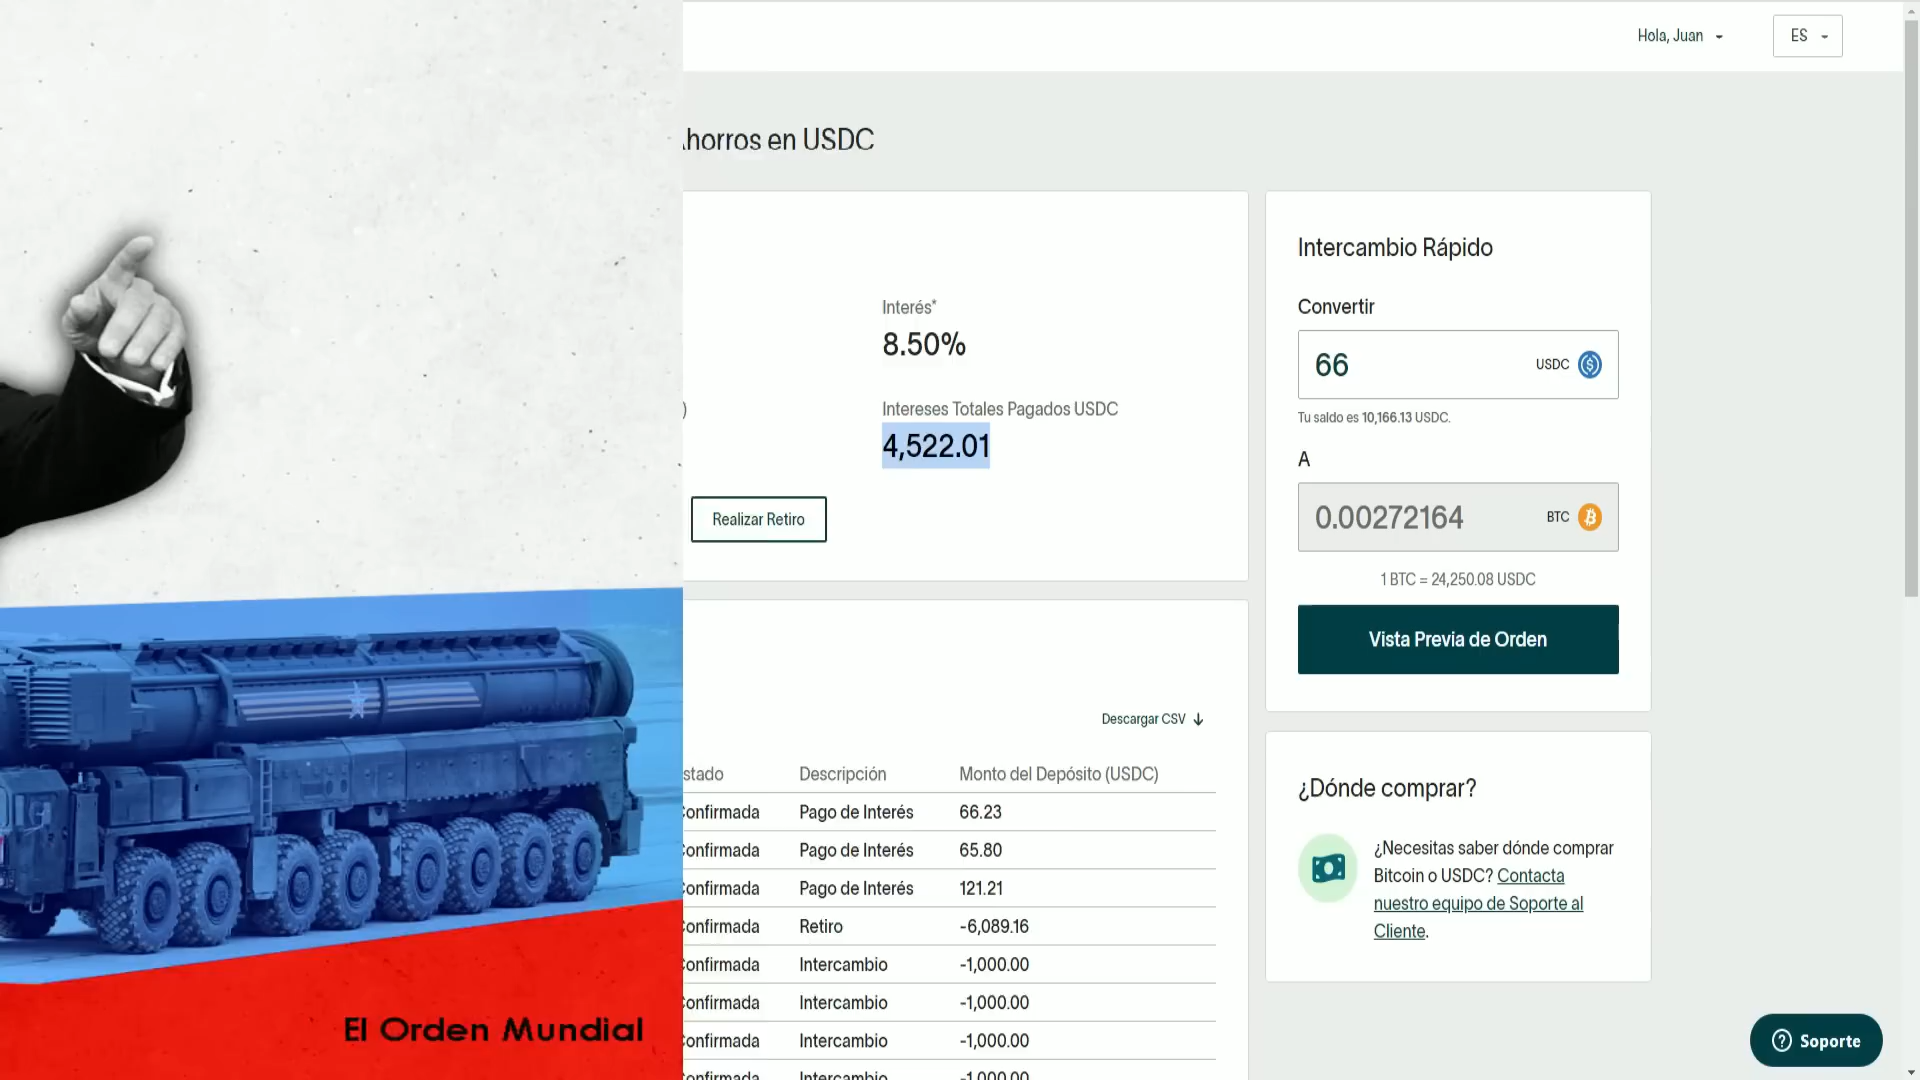 Hola, Juan
ES
horros en USDC
Interés*
8.50%
)
Intereses Totales Pagados USDC
4,522.01
Realizar Retiro
Intercambio Rápido
Convertir
66 USDC
Tu saldo es 10,166.13 USDC.
A
0.00272164 BTC
1 BTC = 24,250.08 USDC
Vista Previa de Orden
Descargar CSV
stado Descripción Monto del Depósito (USDC)
onfirmada Pago de Interés 66.23
onfirmada Pago de Interés 65.80
onfirmada Pago de Interés 121.21
onfirmada Retiro -6,089.16
onfirmada Intercambio -1,000.00
onfirmada Intercambio -1,000.00
onfirmada Intercambio -1,000.00
onfirmada Intercambio -1,000.00
¿Dónde comprar?
¿Necesitas saber dónde comprar
Bitcoin o USDC? Contacta
nuestro equipo de Soporte al
Cliente.
Soporte
El Orden Mundial